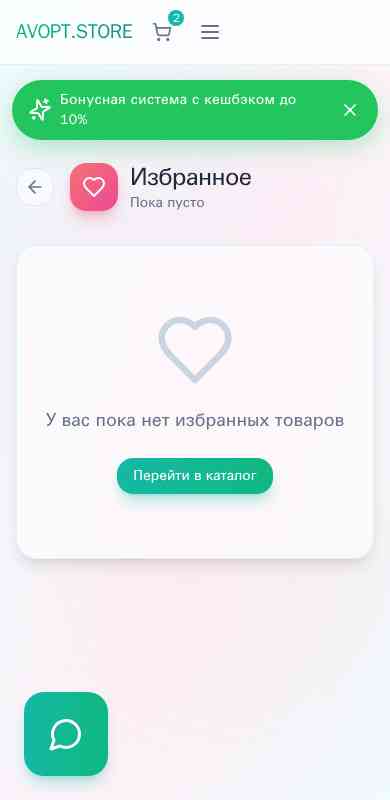 AVOPT.STORE
2
Бонусная система с кешбэком до
10%
Избранное
Пока пусто
У вас пока нет избранных товаров
Перейти в каталог